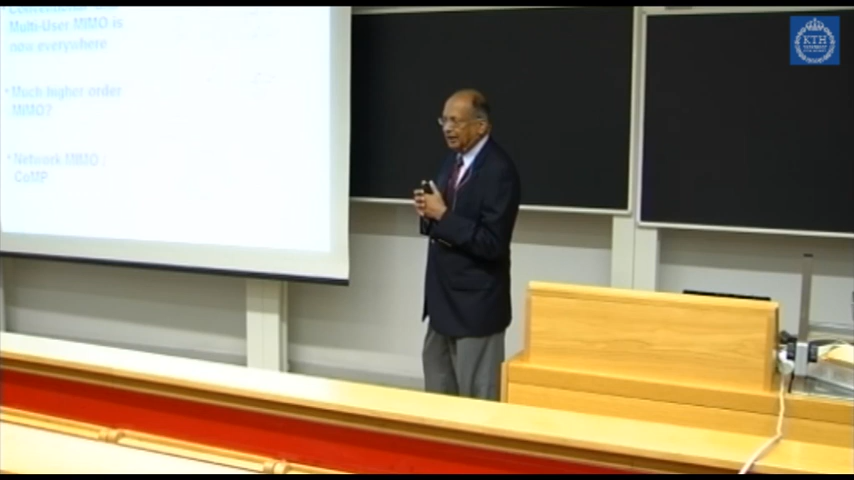 Multi-User MIMO is
now everywhere
• Much higher order
MIMO?
• Network MIMO /
CoMP
KTH